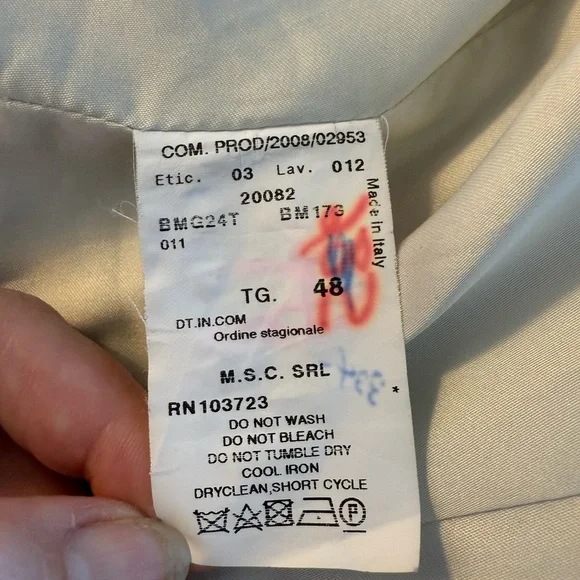 COM. PROD/2008/02953
Etic. 03 Lav. 012
20082
BMG24T BM173
011
Made in Italy
TG. 48
DT.IN.COM
Ordine stagionale
M.S.C. SRL
*
RN103723
DO NOT WASH
DO NOT BLEACH
DO NOT TUMBLE DRY
COOL IRON
DRYCLEAN,SHORT CYCLE
P